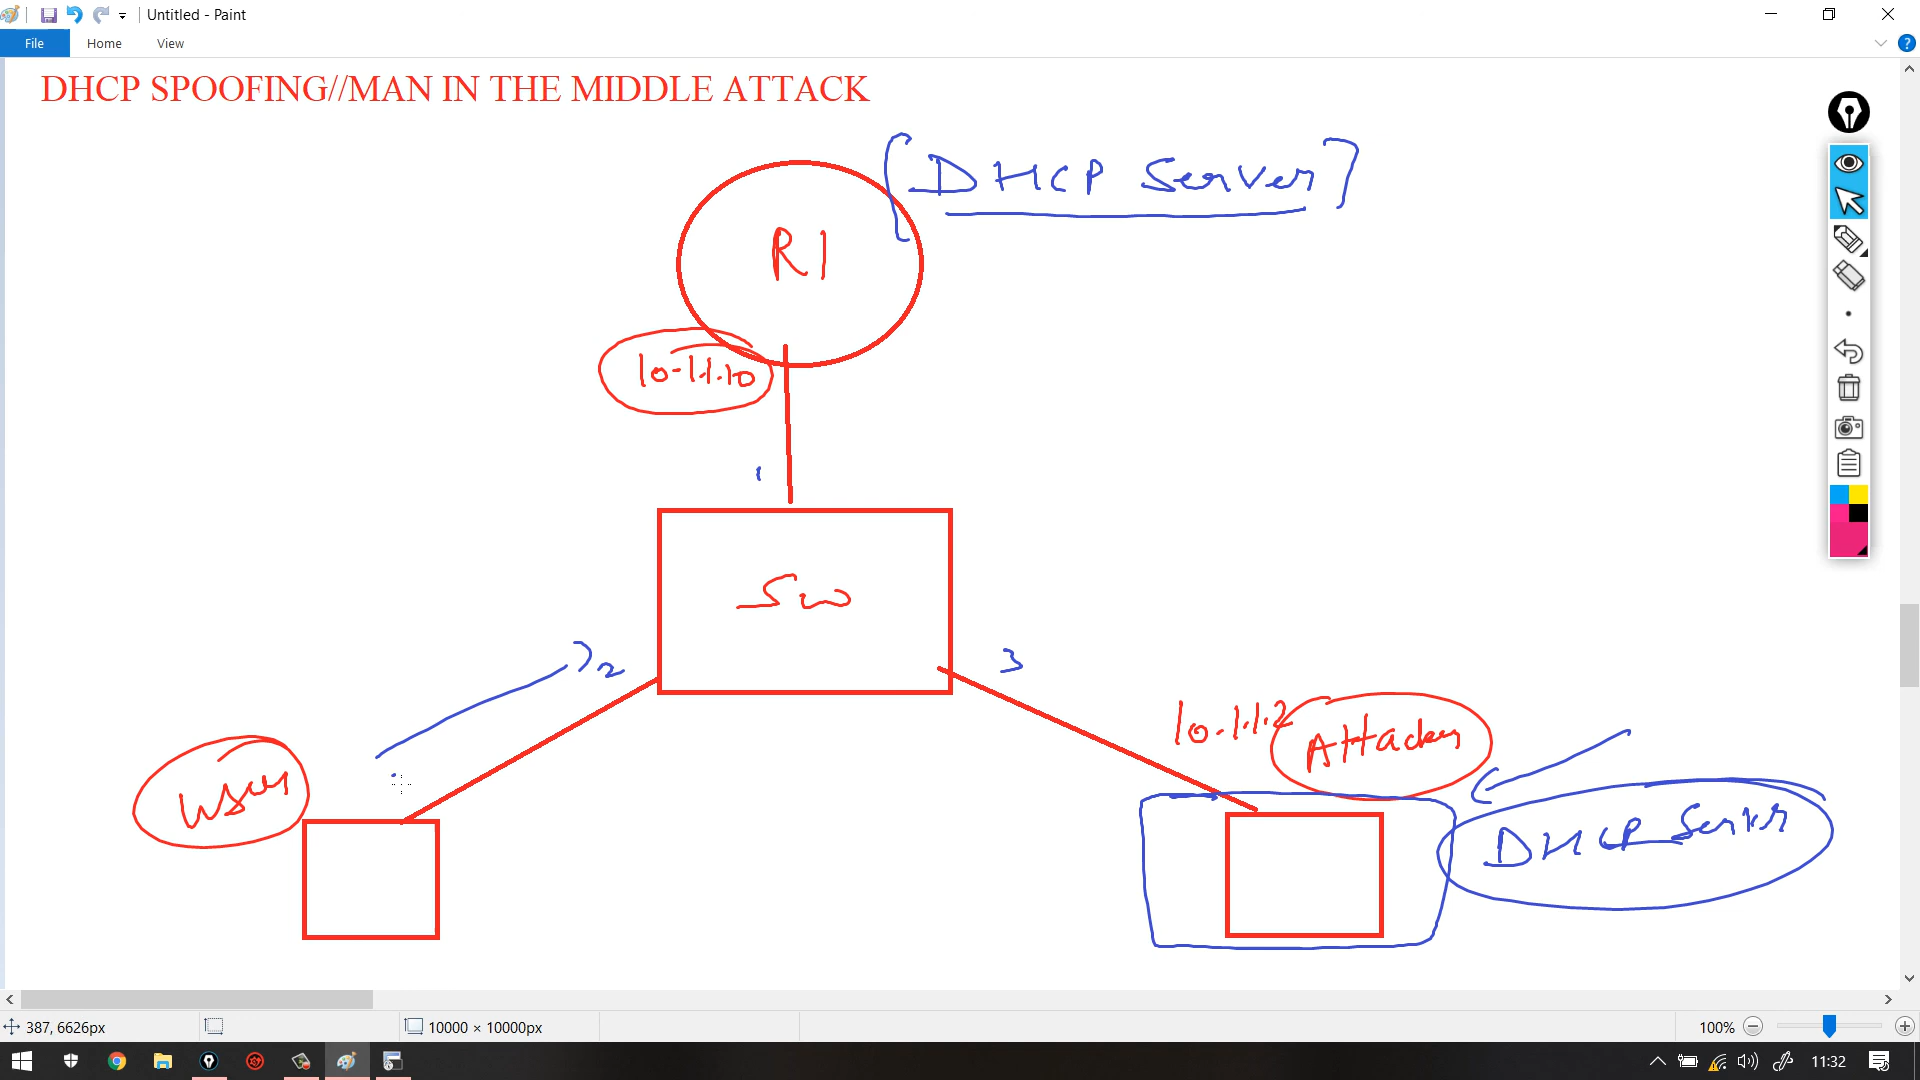 Untitled - Paint
File Home View
DHCP SPOOFING//MAN IN THE MIDDLE ATTACK
[DHCP Server]
R1
10.1.1.10
1
SW
2
3
10.1.1.2
Attacker
User
DHCP Server
387, 6626px
10000 × 10000px
100%
11:32